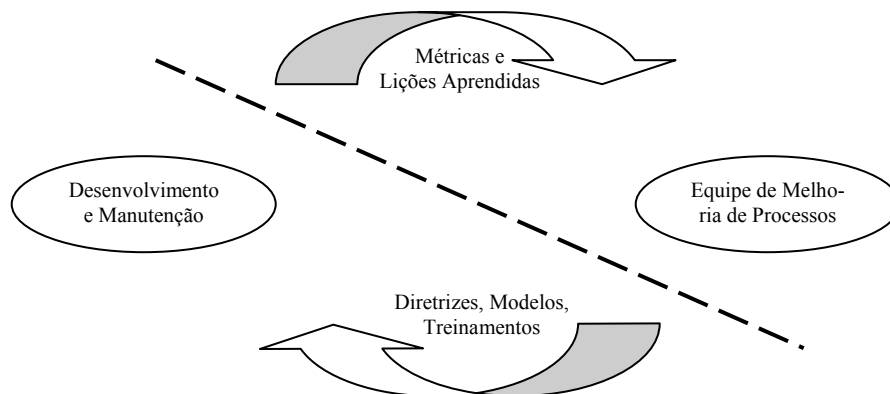 Métricas e
Lições Aprendidas
Desenvolvimento
e Manutenção
Equipe de Melho-
ria de Processos
Diretrizes, Modelos,
Treinamentos